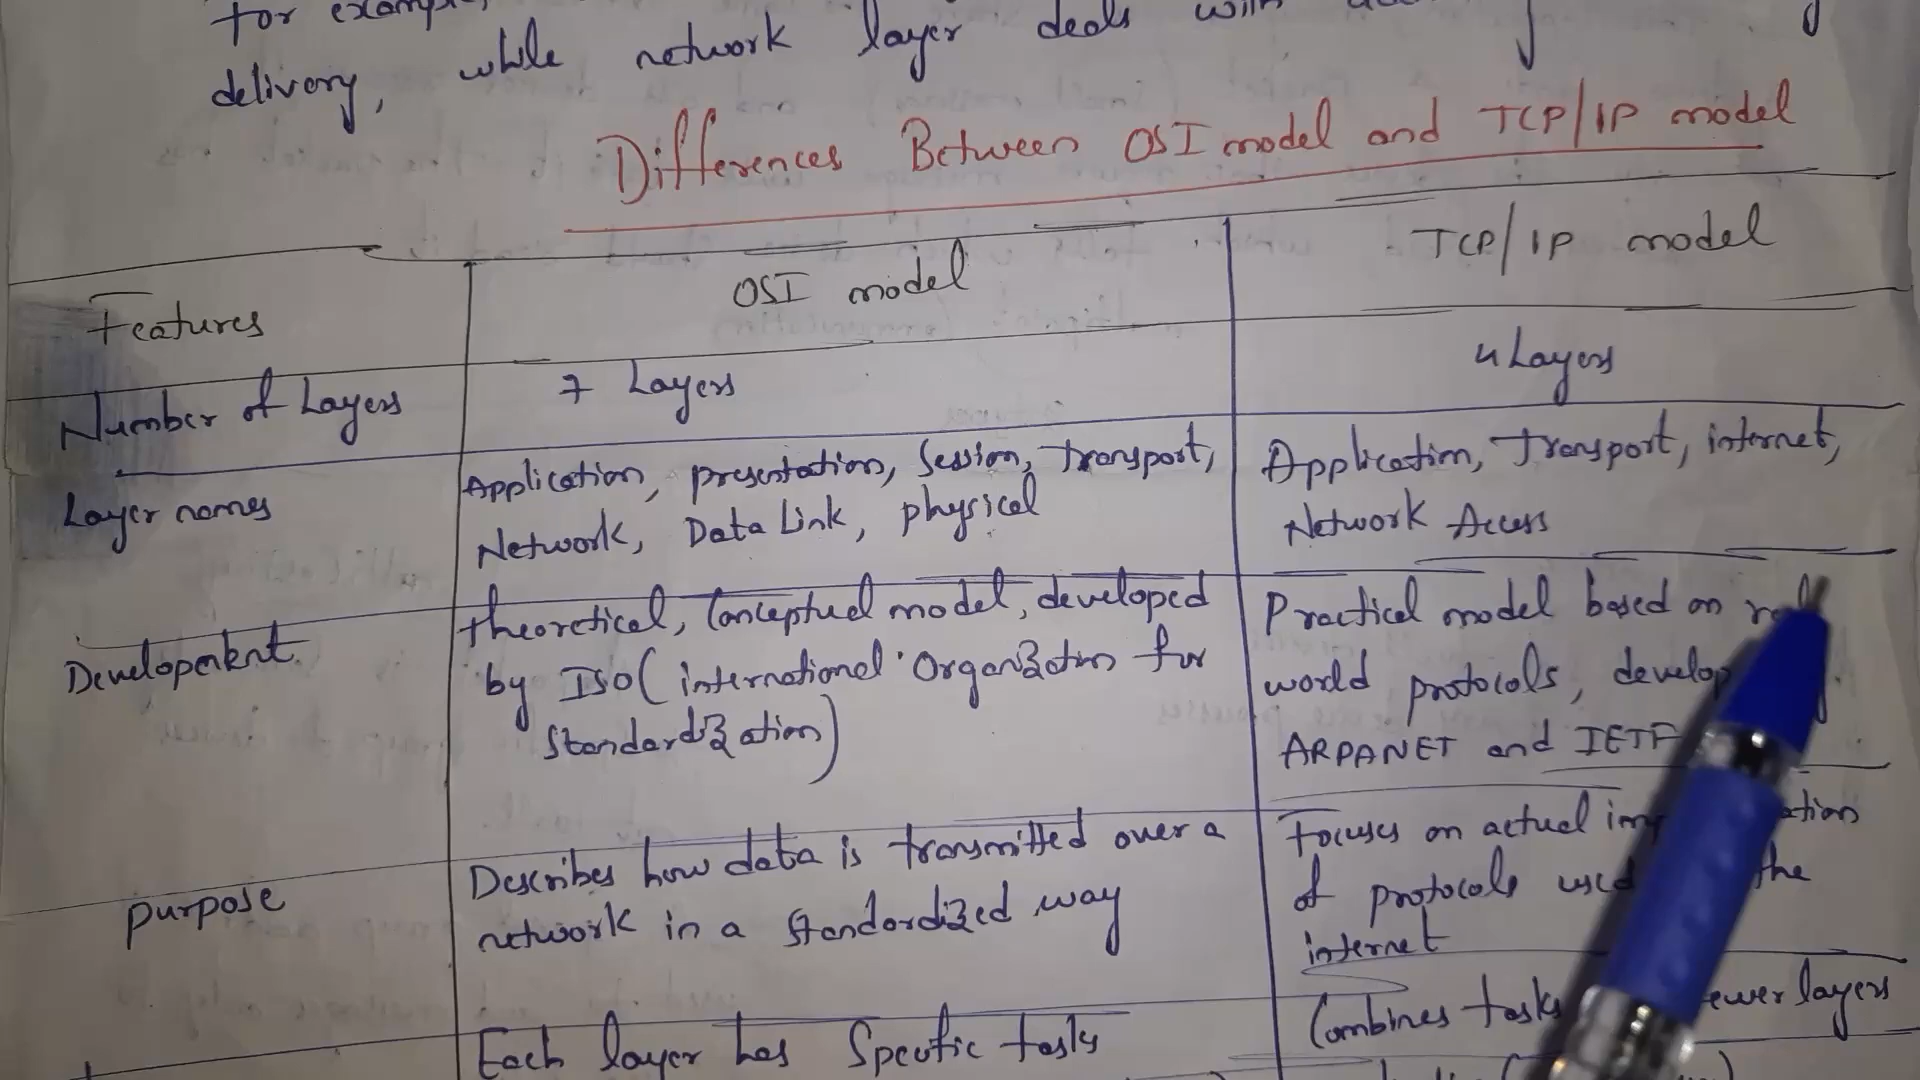 for example,
delivery, while network layer deals with
Differences Between OSI model and TCP/IP model
Features
OSI model
TCP/IP model
Number of Layers
7 Layers
4 Layers
Layer names
Application, presentation, Session, transport,
Network, Data Link, physical
Application, Transport, internet,
Network Access
Development
theoretical, Conceptual model, developed
by ISO (international Organization for
Standardization)
Practical model based on
world protocols,
ARPANET and IETF
purpose
Describes how data is transmitted over a
network in a Standardized way
Focuses on actual
of protocols used the
internet
Each layer has Specific tasks
Combines tasks layers